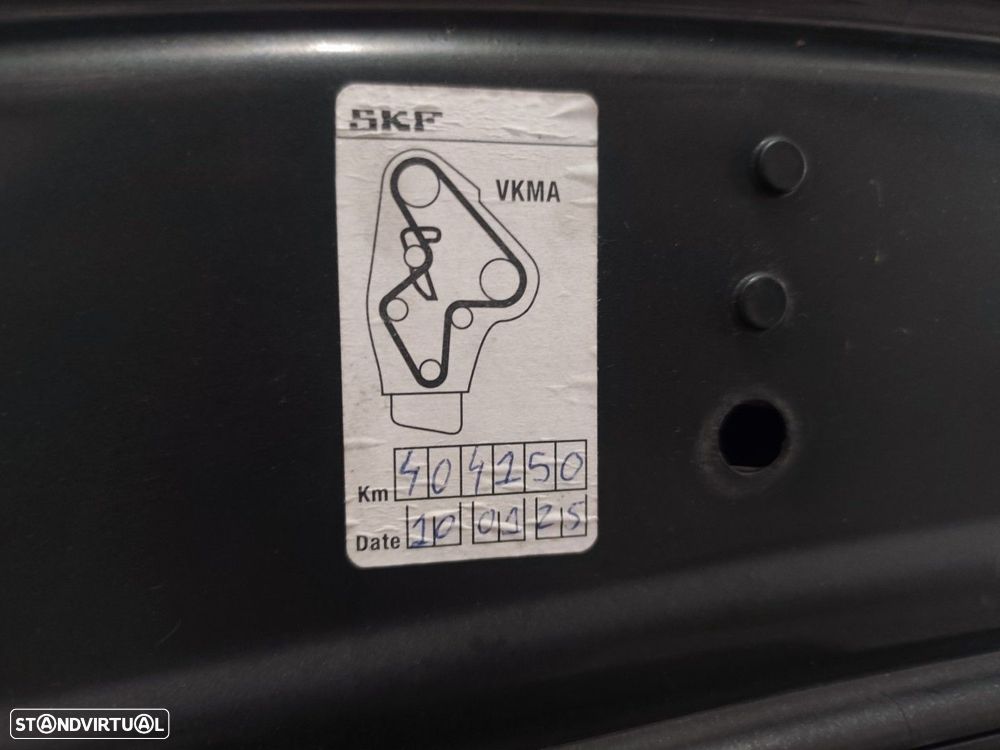 SKF
VKMA
Km 404150
Date 10 01 25
STANDVIRTUAL